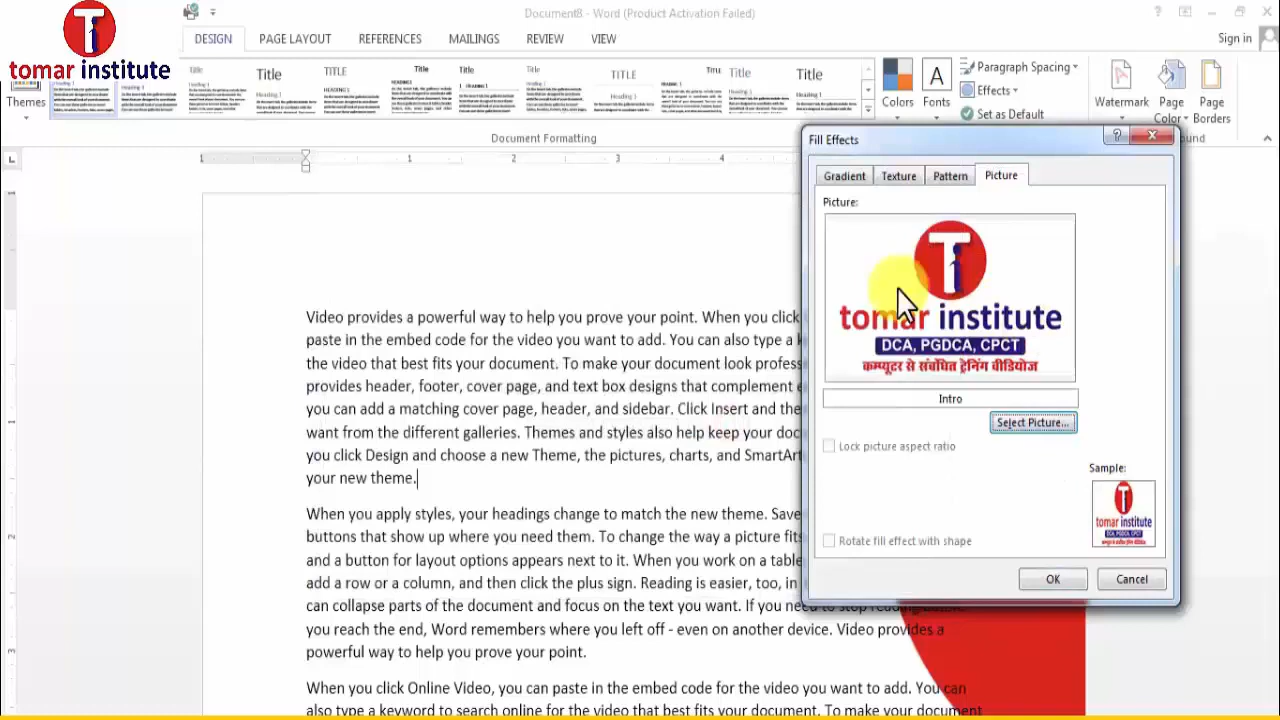 Document8 - Word (Product Activation Failed)
tomar institute
DESIGN
PAGE LAYOUT
REFERENCES
MAILINGS
REVIEW
VIEW
Sign in
Themes
Title
Title
TITLE
Title
Title
Title
TITLE
Title
Title
Title
Colors
Fonts
Paragraph Spacing
Effects
Set as Default
Watermark
Page
Color
Page
Borders
Document Formatting
Fill Effects
Gradient
Texture
Pattern
Picture
Picture:
tomar institute
DCA, PGDCA, CPCT
कम्प्यूटर से संबंधित ट्रेनिंग वीडियोज
Intro
Select Picture...
Lock picture aspect ratio
Sample:
tomar institute
DCA, PGDCA, CPCT
Rotate fill effect with shape
OK
Cancel
1 1 2 3 4
1
1
2
3
Video provides a powerful way to help you prove your point. When you click
paste in the embed code for the video you want to add. You can also type a k
the video that best fits your document. To make your document look profess
provides header, footer, cover page, and text box designs that complement e
you can add a matching cover page, header, and sidebar. Click Insert and the
want from the different galleries. Themes and styles also help keep your doc
you click Design and choose a new Theme, the pictures, charts, and SmartArt
your new theme.
When you apply styles, your headings change to match the new theme. Save
buttons that show up where you need them. To change the way a picture fits
and a button for layout options appears next to it. When you work on a table
add a row or a column, and then click the plus sign. Reading is easier, too, in
can collapse parts of the document and focus on the text you want. If you need to stop reading
you reach the end, Word remembers where you left off - even on another device. Video provides a
powerful way to help you prove your point.
When you click Online Video, you can paste in the embed code for the video you want to add. You can
also type a keyword to search online for the video that best fits your document. To make your document